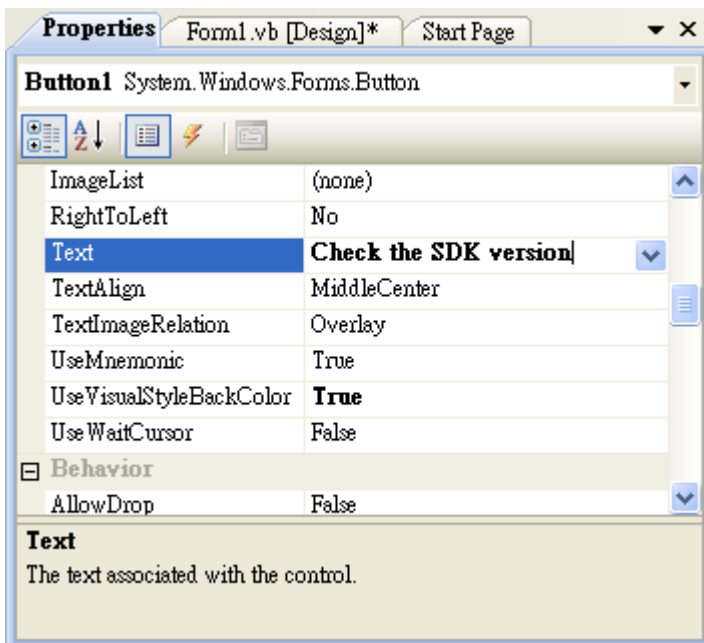 Properties Form1.vb [Design]* Start Page
Button1 System.Windows.Forms.Button
ImageList (none)
RightToLeft No
Text Check the SDK version
TextAlign MiddleCenter
TextImageRelation Overlay
UseMnemonic True
UseVisualStyleBackColor True
UseWaitCursor False
Behavior
AllowDrop False
Text
The text associated with the control.